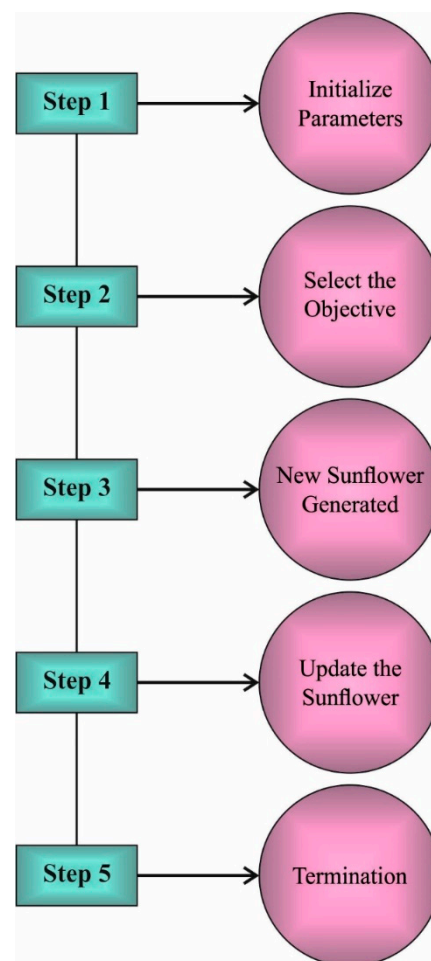 Step 1
Initialize
Parameters
Step 2
Select the
Objective
Step 3
New Sunflower
Generated
Step 4
Update the
Sunflower
Step 5
Termination